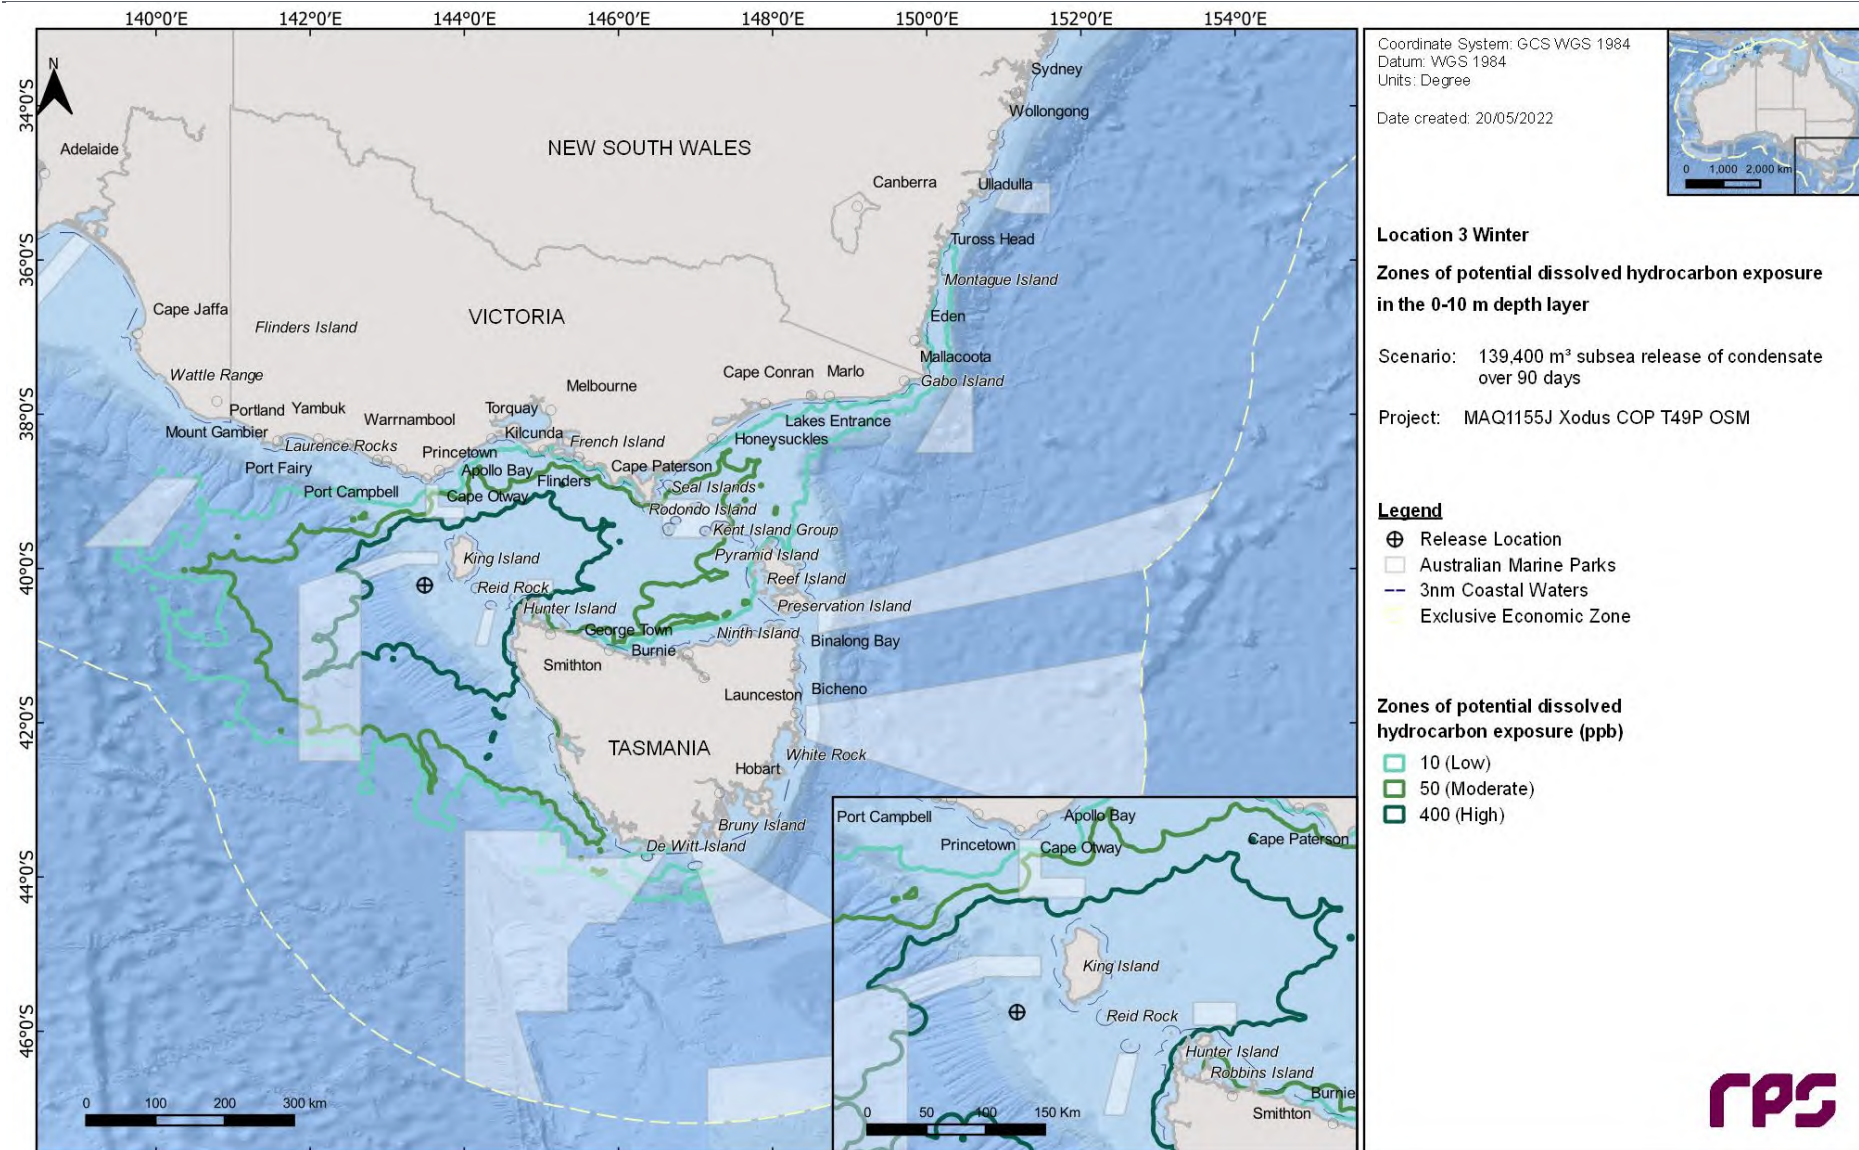 140°0'E
142°0'E
144°0'E
146°0'E
148°0'E
150°0'E
152°0'E
154°0'E
34°0'S
36°0'S
38°0'S
40°0'S
42°0'S
44°0'S
46°0'S
N
Sydney
Wollongong
Adelaide
NEW SOUTH WALES
Canberra
Ulladulla
Tuross Head
Montague Island
Cape Jaffa
Flinders Island
VICTORIA
Eden
Mallacoota
Wattle Range
Melbourne
Cape Conran
Marlo
Gabo Island
Portland
Yambuk
Warrnambool
Torquay
Lakes Entrance
Mount Gambier
Laurence Rocks
Kilcunda
French Island
Honeysuckles
Princetown
Port Fairy
Apollo Bay
Cape Paterson
Port Campbell
Cape Otway
Flinders
Seal Islands
Rodondo Island
Kent Island Group
King Island
Pyramid Island
Reid Rock
Reef Island
Hunter Island
Preservation Island
George Town
Ninth Island
Binalong Bay
Smithton
Burnie
Launceston
Bicheno
TASMANIA
White Rock
Hobart
Bruny Island
De Witt Island
0 100 200 300 km
Port Campbell
Apollo Bay
Princetown
Cape Otway
Cape Paterson
King Island
Reid Rock
Hunter Island
Robbins Island
Burnie
Smithton
0 50 100 150 Km
Coordinate System: GCS WGS 1984
Datum: WGS 1984
Units: Degree
Date created: 20/05/2022
0 1,000 2,000 km
Location 3 Winter
Zones of potential dissolved hydrocarbon exposure
in the 0-10 m depth layer
Scenario: 139,400 m³ subsea release of condensate
over 90 days
Project: MAQ1155J Xodus COP T49P OSM
Legend
Release Location
Australian Marine Parks
3nm Coastal Waters
Exclusive Economic Zone
Zones of potential dissolved
hydrocarbon exposure (ppb)
10 (Low)
50 (Moderate)
400 (High)
rps